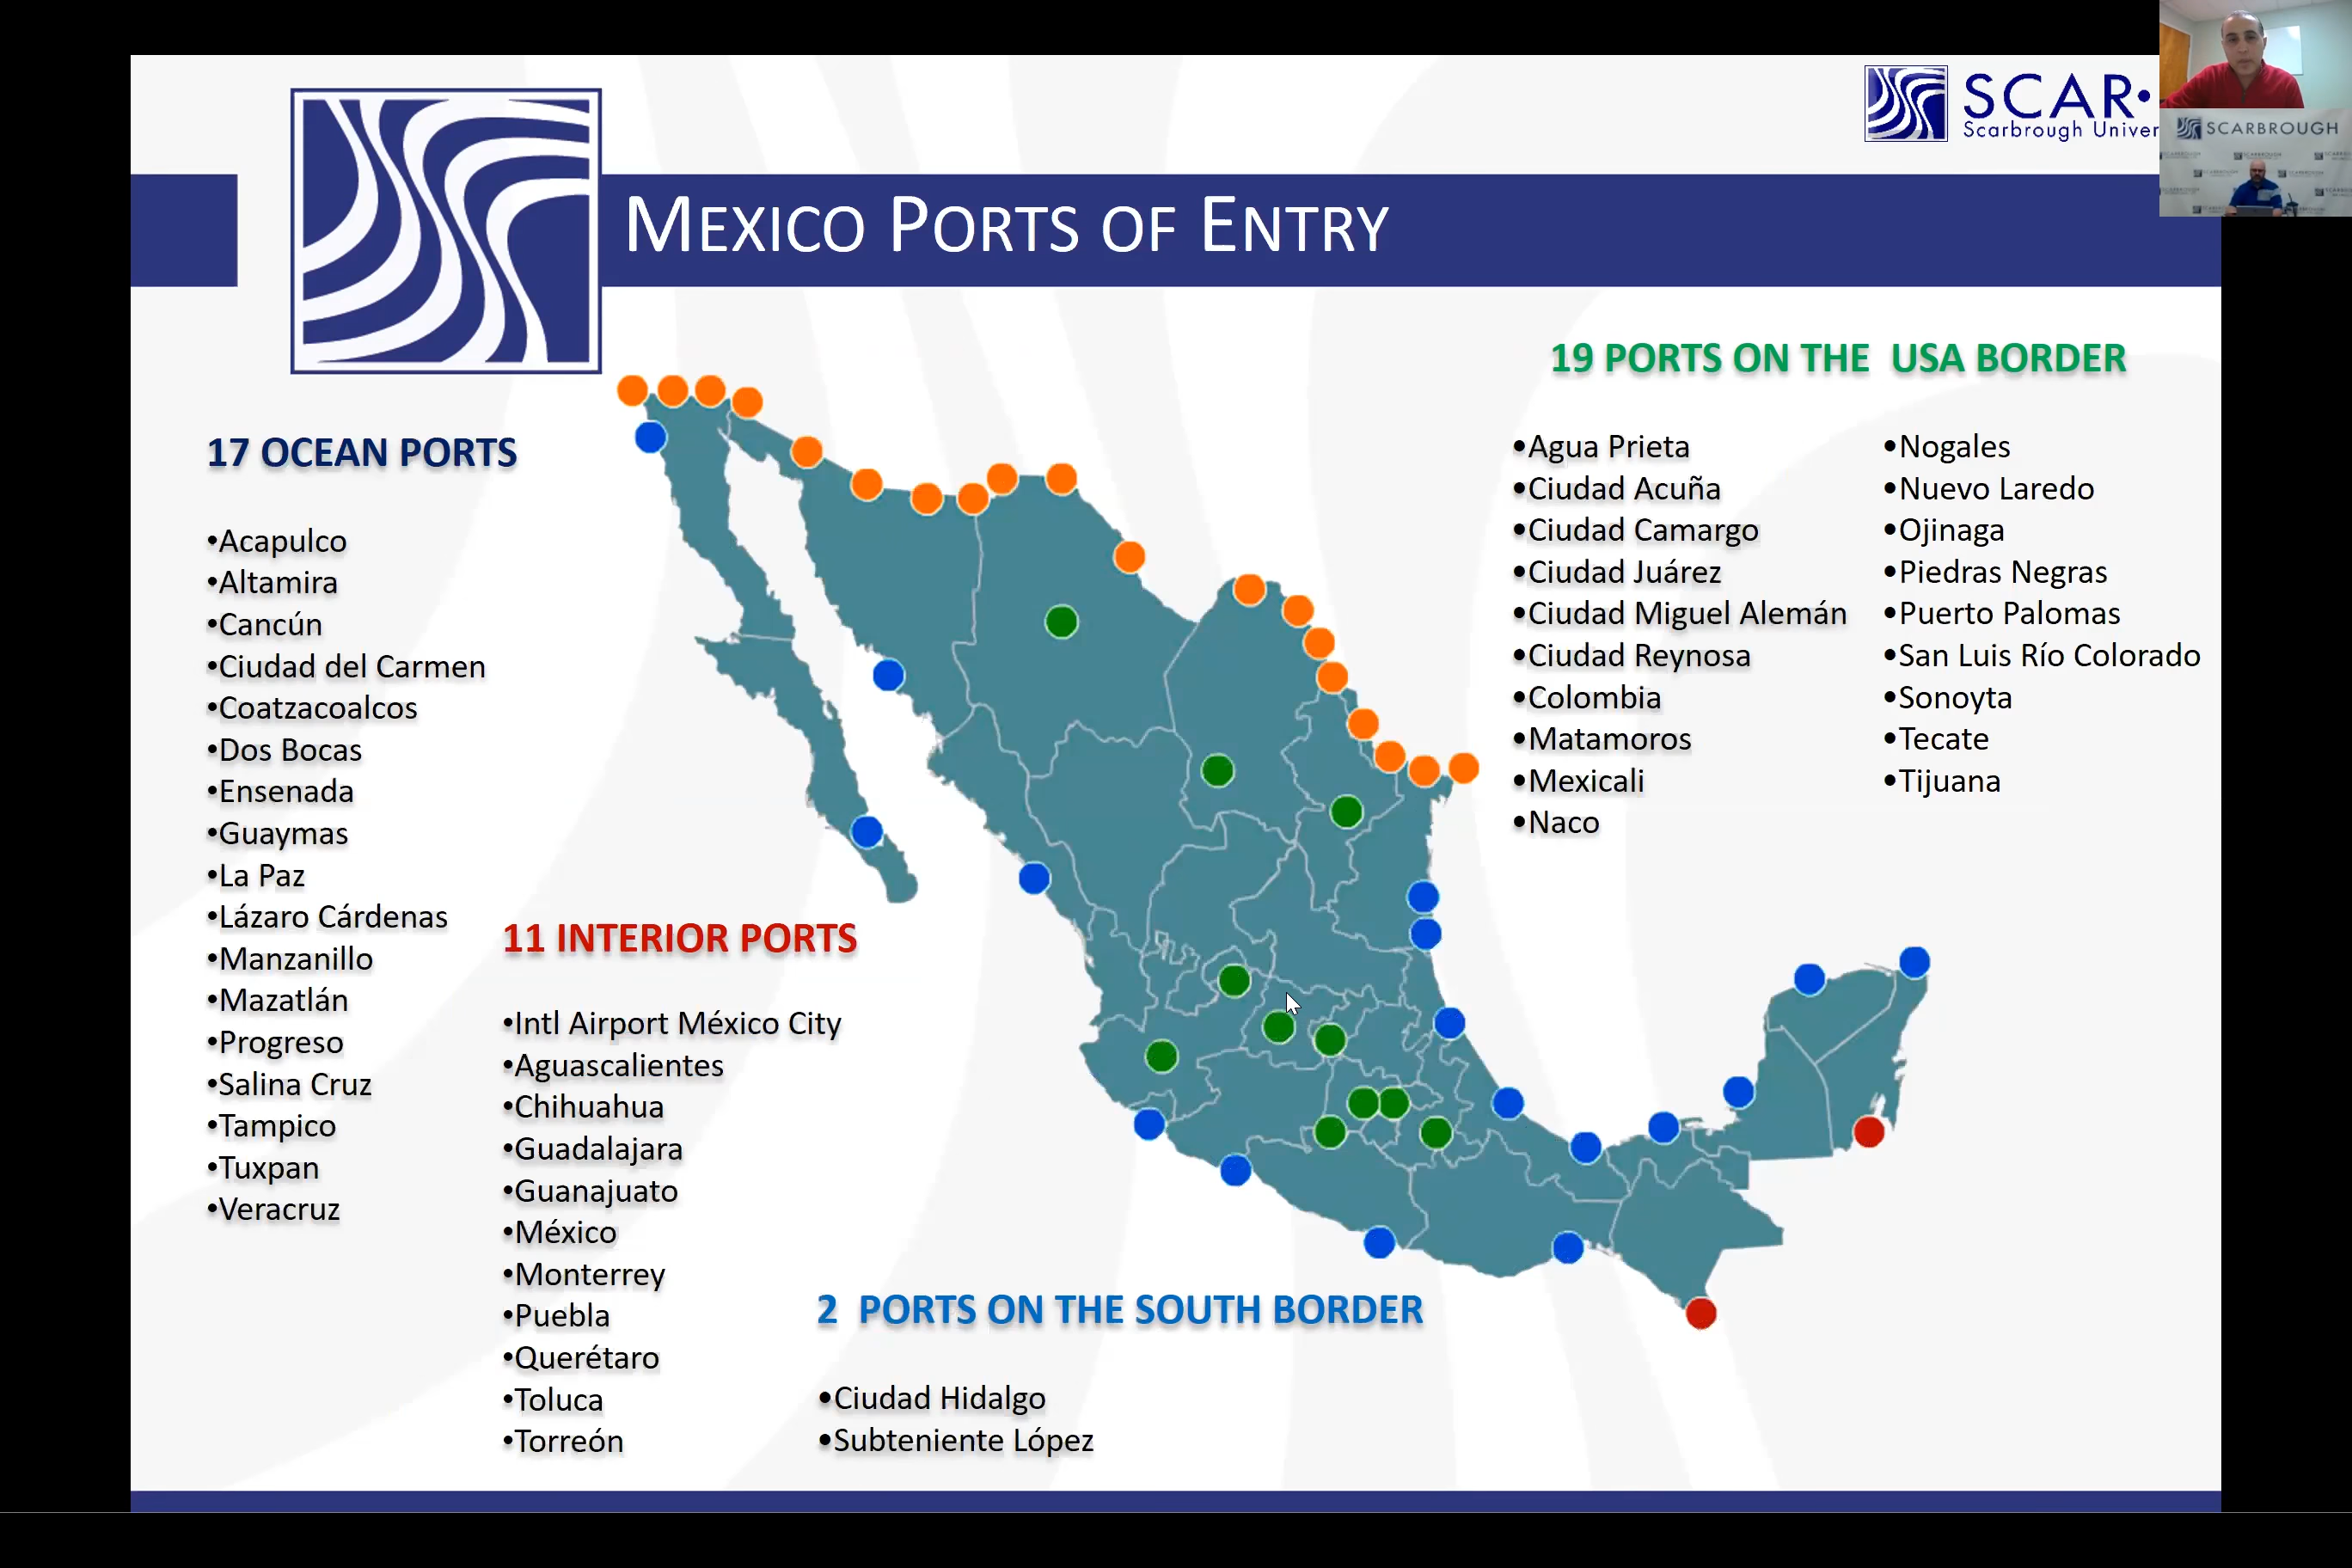 SCAR•
Scarbrough Univer
SCARBROUGH
MEXICO PORTS OF ENTRY
17 OCEAN PORTS
•Acapulco
•Altamira
•Cancún
•Ciudad del Carmen
•Coatzacoalcos
•Dos Bocas
•Ensenada
•Guaymas
•La Paz
•Lázaro Cárdenas
•Manzanillo
•Mazatlán
•Progreso
•Salina Cruz
•Tampico
•Tuxpan
•Veracruz
11 INTERIOR PORTS
•Intl Airport México City
•Aguascalientes
•Chihuahua
•Guadalajara
•Guanajuato
•México
•Monterrey
•Puebla
•Querétaro
•Toluca
•Torreón
2 PORTS ON THE SOUTH BORDER
•Ciudad Hidalgo
•Subteniente López
19 PORTS ON THE USA BORDER
•Agua Prieta
•Ciudad Acuña
•Ciudad Camargo
•Ciudad Juárez
•Ciudad Miguel Alemán
•Ciudad Reynosa
•Colombia
•Matamoros
•Mexicali
•Naco
•Nogales
•Nuevo Laredo
•Ojinaga
•Piedras Negras
•Puerto Palomas
•San Luis Río Colorado
•Sonoyta
•Tecate
•Tijuana